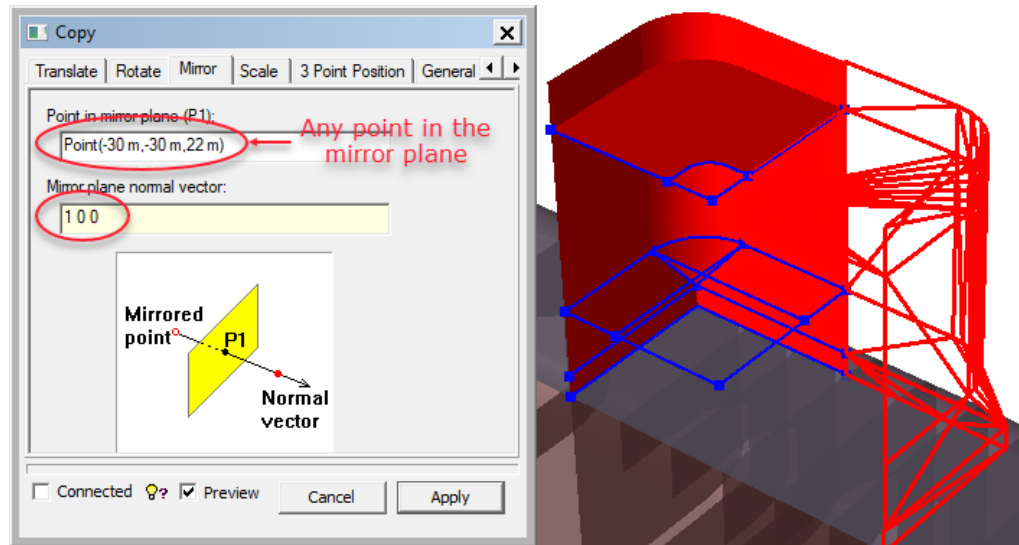 Copy
Translate Rotate Mirror Scale 3 Point Position General
Point in mirror plane (P1):
Point(-30 m,-30 m,22 m)
Any point in the
mirror plane
Mirror plane normal vector:
1 0 0
Mirrored
point
P1
Normal
vector
Connected ? Preview Cancel Apply